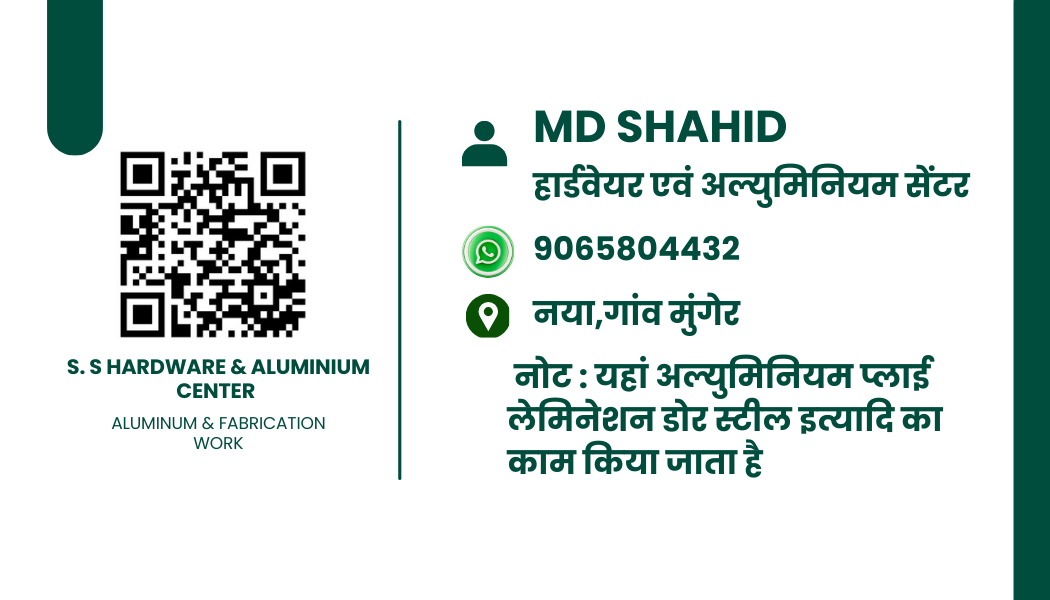 S. S HARDWARE & ALUMINIUM
CENTER
ALUMINUM & FABRICATION
WORK
MD SHAHID
हार्डवेयर एवं अल्युमिनियम सेंटर
9065804432
नया,गांव मुंगेर
नोट : यहां अल्युमिनियम प्लाई
लेमिनेशन डोर स्टील इत्यादि का
काम किया जाता है